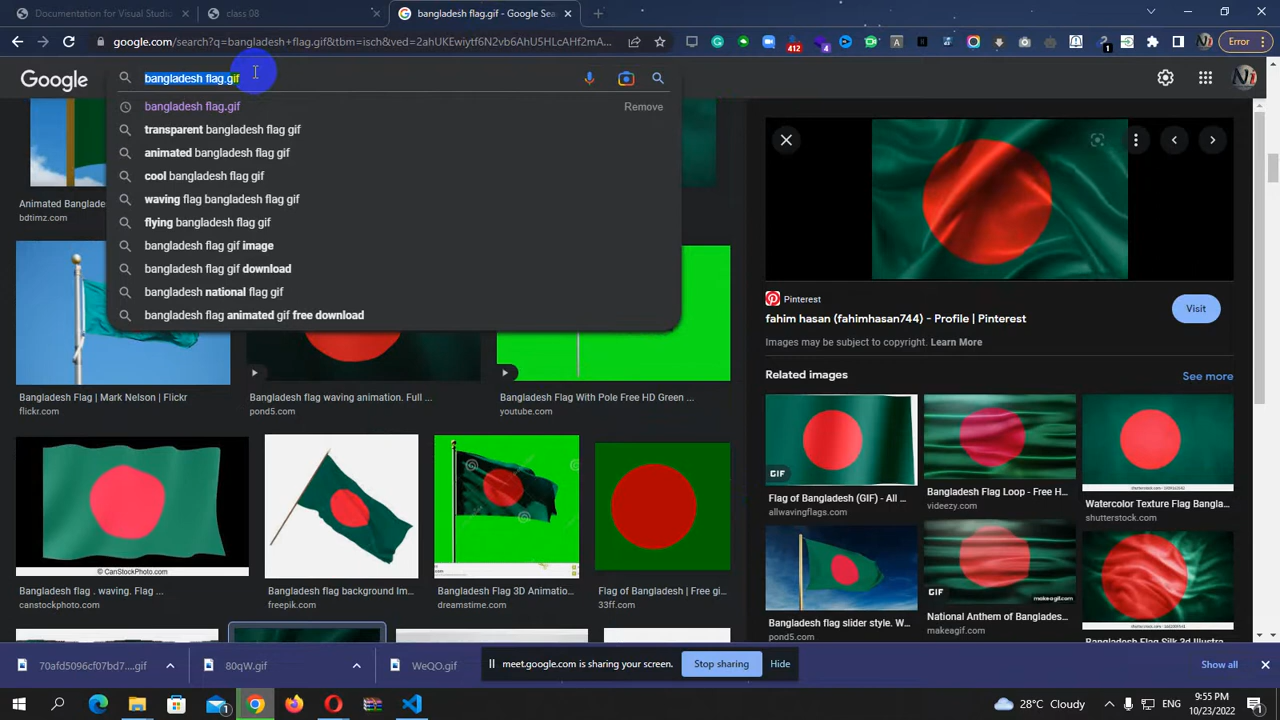 Documentation for Visual Studio
class 08
bangladesh flag.gif - Google Sea
google.com/search?q=bangladesh+flag.gif&tbm=isch&ved=2ahUKEwiytf6N2vb6AhU5HLcAHf2mA...
412
4
1
Error
Google
bangladesh flag.gif
bangladesh flag.gif
Remove
transparent bangladesh flag gif
animated bangladesh flag gif
cool bangladesh flag gif
waving flag bangladesh flag gif
flying bangladesh flag gif
bangladesh flag gif image
bangladesh flag gif download
bangladesh national flag gif
bangladesh flag animated gif free download
Animated Banglade
bdtimz.com
Bangladesh Flag | Mark Nelson | Flickr
flickr.com
Bangladesh flag waving animation. Full ...
pond5.com
Bangladesh Flag With Pole Free HD Green ...
youtube.com
© CanStockPhoto.com
Bangladesh flag . waving. Flag ...
canstockphoto.com
Bangladesh flag background Im...
freepik.com
Bangladesh Flag 3D Animatio...
dreamstime.com
Flag of Bangladesh | Free gi...
33ff.com
Pinterest
fahim hasan (fahimhasan744) – Profile | Pinterest
Visit
Images may be subject to copyright. Learn More
Related images
See more
GIF
Flag of Bangladesh (GIF) - All ...
allwavingflags.com
Bangladesh Flag Loop - Free H...
videezy.com
Watercolor Texture Flag Bangla...
shutterstock.com
Bangladesh flag slider style. W...
pond5.com
GIF
makeagif.com
National Anthem of Banglades...
makeagif.com
Bangladesh Flag Silk 3d Illustra
70afd5096cf07bd7....gif
80qW.gif
WeQO.gif
meet.google.com is sharing your screen.
Stop sharing
Hide
Show all
28°C Cloudy
ENG
9:55 PM
10/23/2022
1